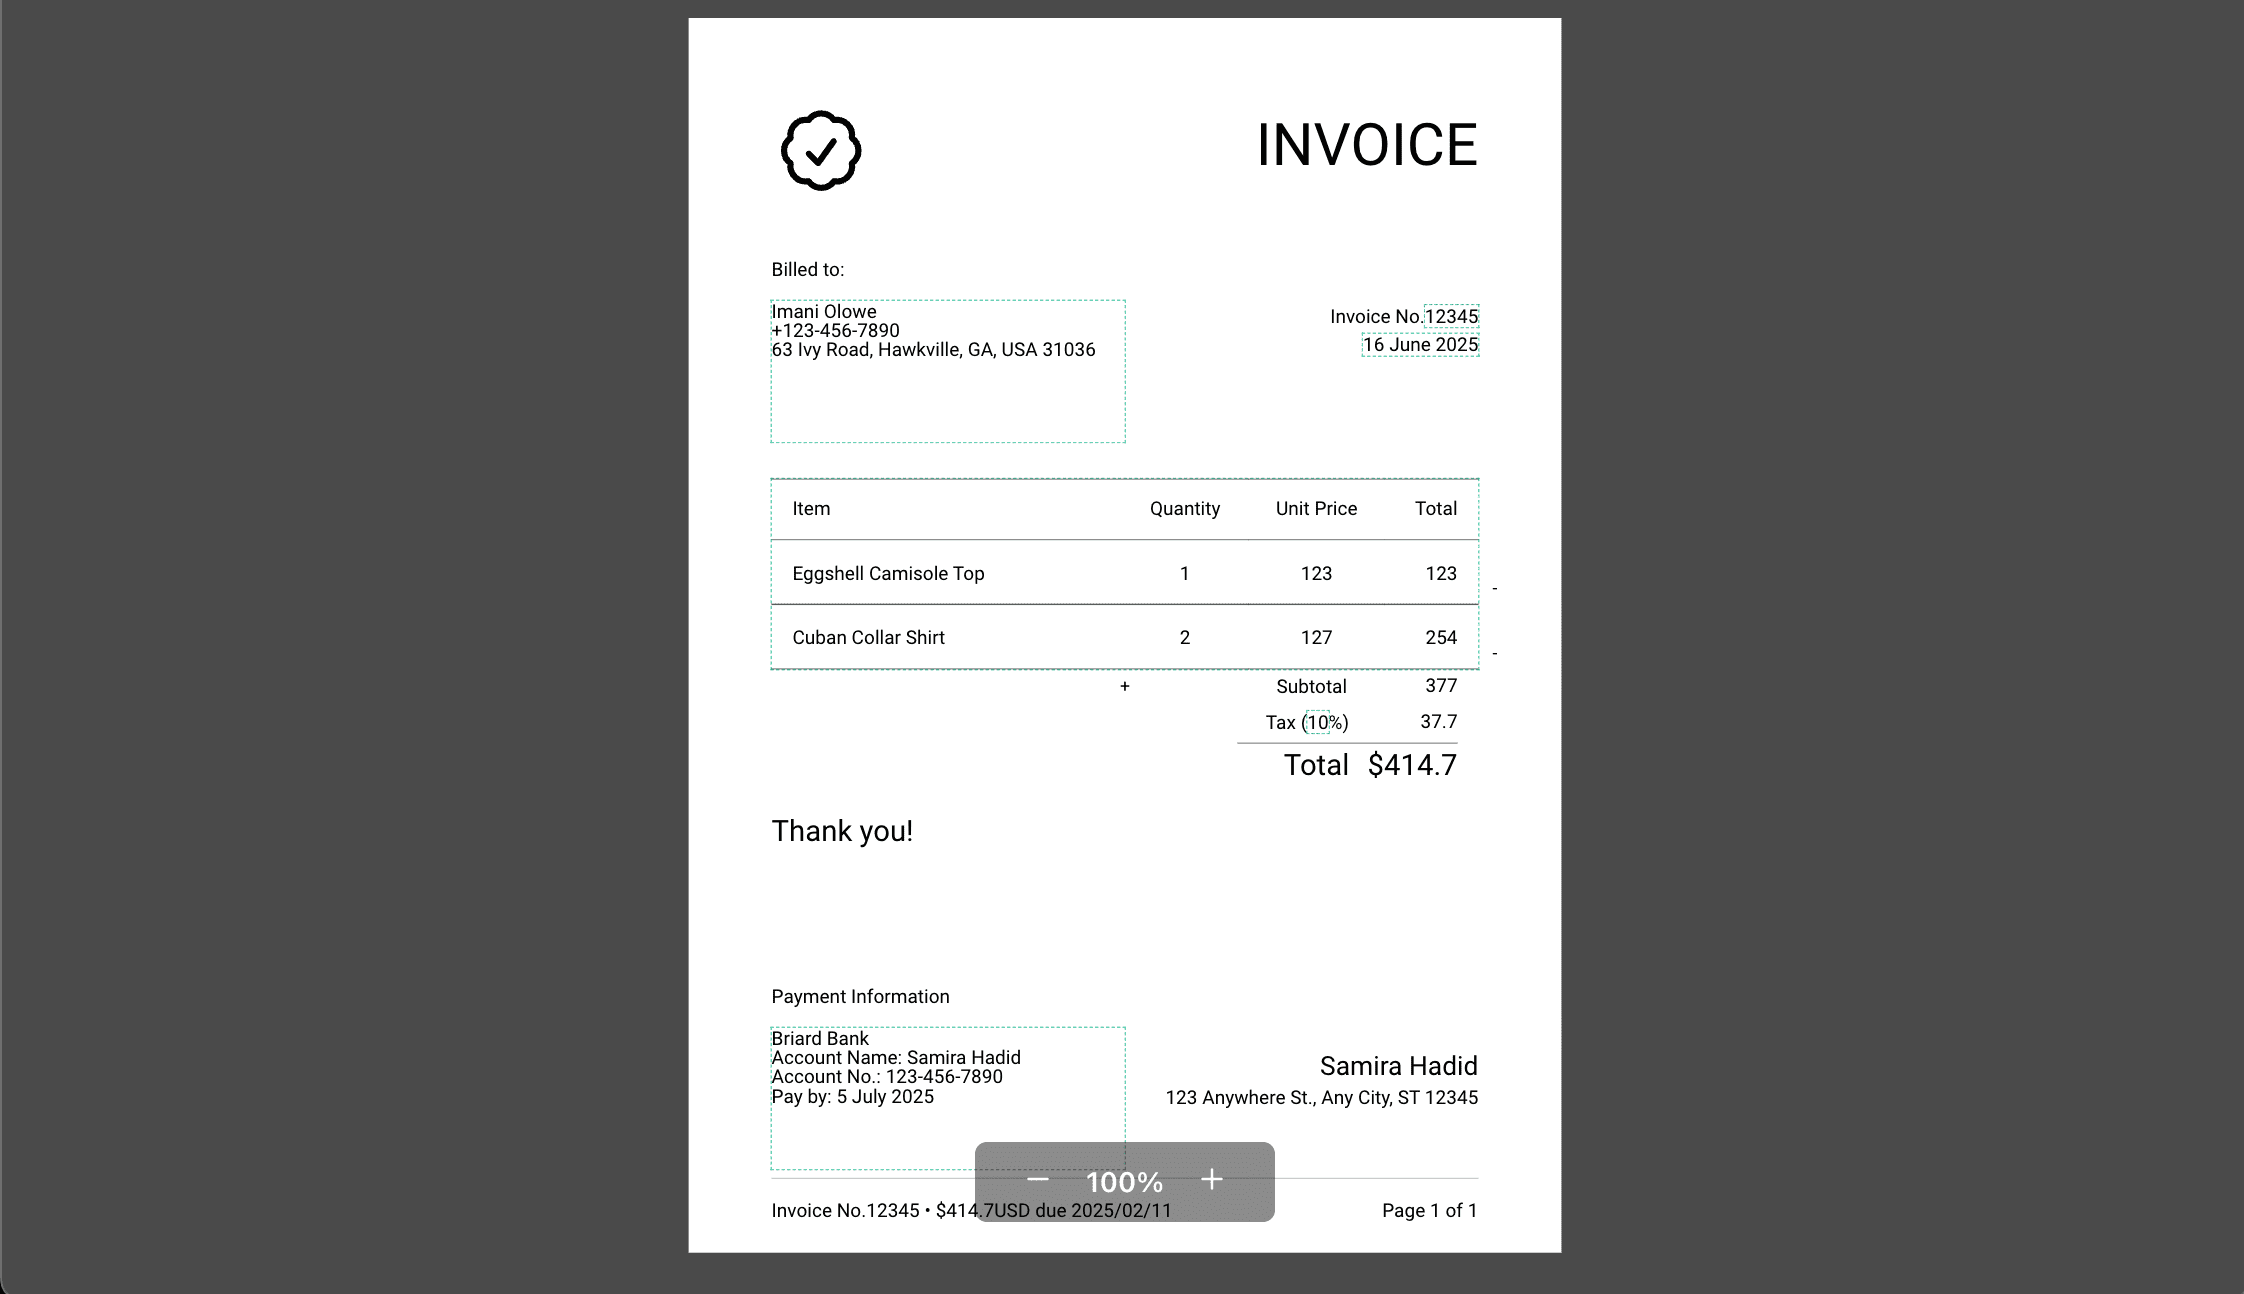 INVOICE
Billed to:
Imani Olowe
+123-456-7890
63 Ivy Road, Hawkville, GA, USA 31036
Invoice No.12345
16 June 2025
Item Quantity Unit Price Total
Eggshell Camisole Top 1 123 123
-
Cuban Collar Shirt 2 127 254
-
+
Subtotal 377
Tax (10%) 37.7
Total $414.7
Thank you!
Payment Information
Briard Bank
Account Name: Samira Hadid
Account No.: 123-456-7890
Pay by: 5 July 2025
Samira Hadid
123 Anywhere St., Any City, ST 12345
− 100% +
Invoice No.12345 • $414.7USD due 2025/02/11 Page 1 of 1